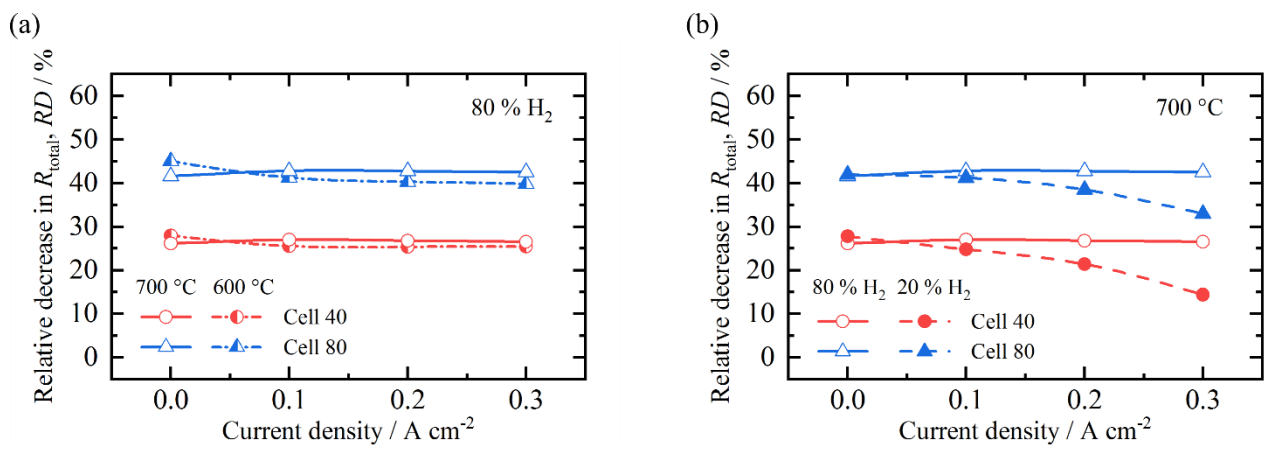 (a)
Relative decrease in R_total, RD / %
60
50
40
30
20
10
0
80 % H₂
700 °C 600 °C
Cell 40
Cell 80
0.0 0.1 0.2 0.3
Current density / A cm⁻²
(b)
Relative decrease in R_total, RD / %
60
50
40
30
20
10
0
700 °C
80 % H₂ 20 % H₂
Cell 40
Cell 80
0.0 0.1 0.2 0.3
Current density / A cm⁻²